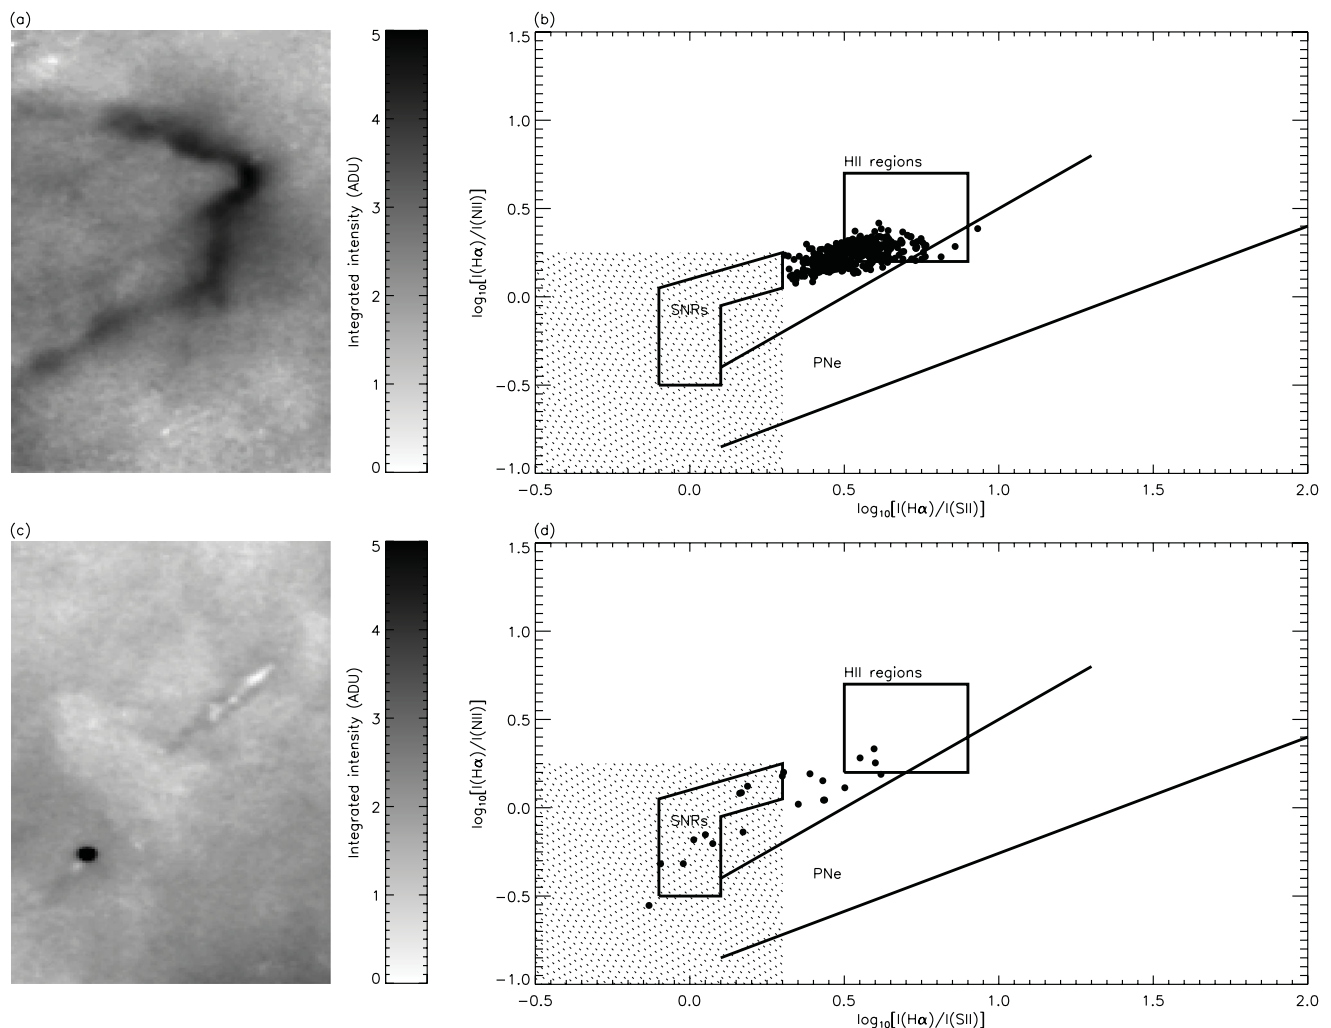 (a)
5
4
3
2
1
0
Integrated intensity (ADU)
(b)
1.5
1.0
0.5
0.0
−0.5
−1.0
log10[I(Hα)/I(NII)]
HII regions
SNRs
PNe
−0.5 0.0 0.5 1.0 1.5 2.0
log10[I(Hα)/I(SII)]
(c)
5
4
3
2
1
0
Integrated intensity (ADU)
(d)
1.5
1.0
0.5
0.0
−0.5
−1.0
log10[I(Hα)/I(NII)]
HII regions
SNRs
PNe
−0.5 0.0 0.5 1.0 1.5 2.0
log10[I(Hα)/I(SII)]